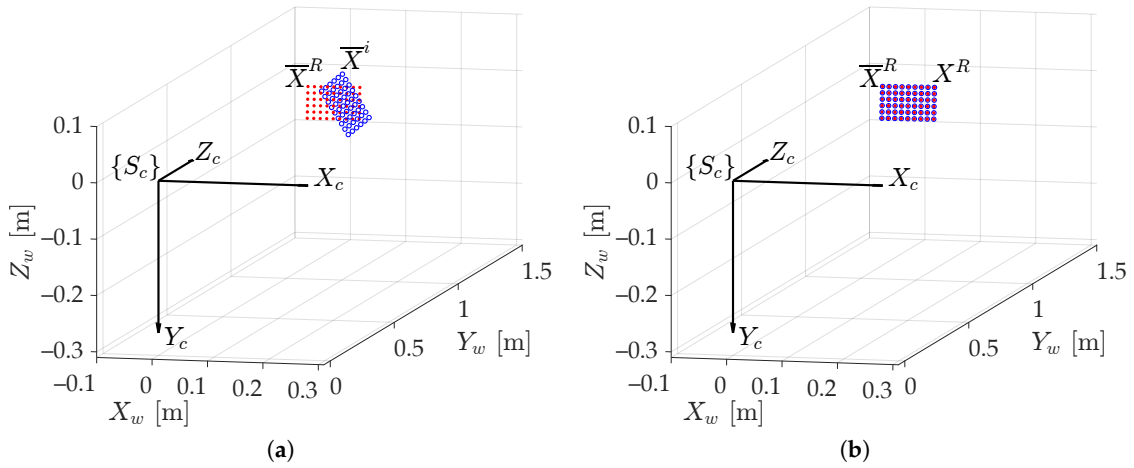 X̅ᴿ X̅ⁱ
0.1
{S_c} Z_c
0
X_c
–0.1
Z_w [m]
–0.2
Y_c
–0.3
–0.1 0 0.1 0.2 0.3
X_w [m]
0 0.5 1 1.5
Y_w [m]
(a)
X̅ᴿ Xᴿ
0.1
{S_c} Z_c
0
X_c
–0.1
Z_w [m]
–0.2
Y_c
–0.3
–0.1 0 0.1 0.2 0.3
X_w [m]
0 0.5 1 1.5
Y_w [m]
(b)